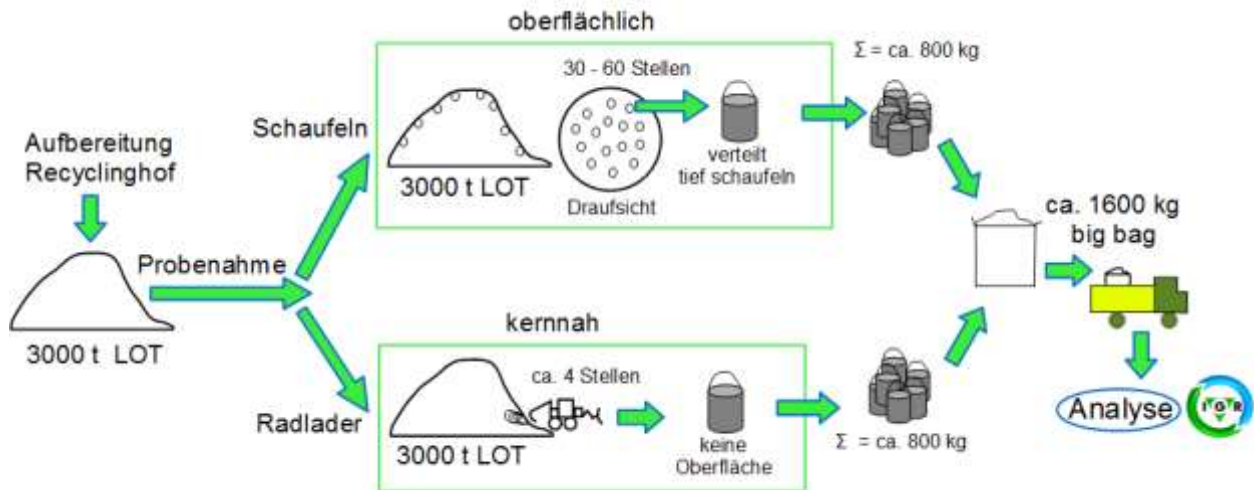 Aufbereitung
Recyclinghof
3000 t LOT
Probenahme
Schaufeln
oberflächlich
3000 t LOT
30 - 60 Stellen
Draufsicht
verteilt
tief schaufeln
Σ = ca. 800 kg
Radlader
kernnah
3000 t LOT
ca. 4 Stellen
keine
Oberfläche
Σ = ca. 800 kg
ca. 1600 kg
big bag
Analyse
I G R